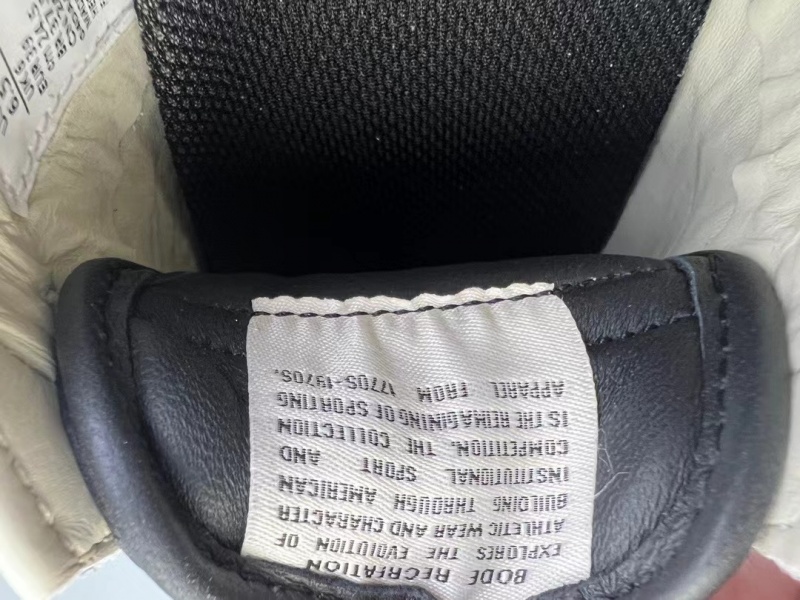 BODE RECREATION
EXPLORES THE EVOLUTION OF
ATHLETIC WEAR AND CHARACTER
BUILDING THROUGH AMERICAN
INSTITUTIONAL SPORT AND
COMPETITION. THE COLLECTION
IS THE REIMAGINING OF SPORTING
APPAREL FROM 1770S-1970S.